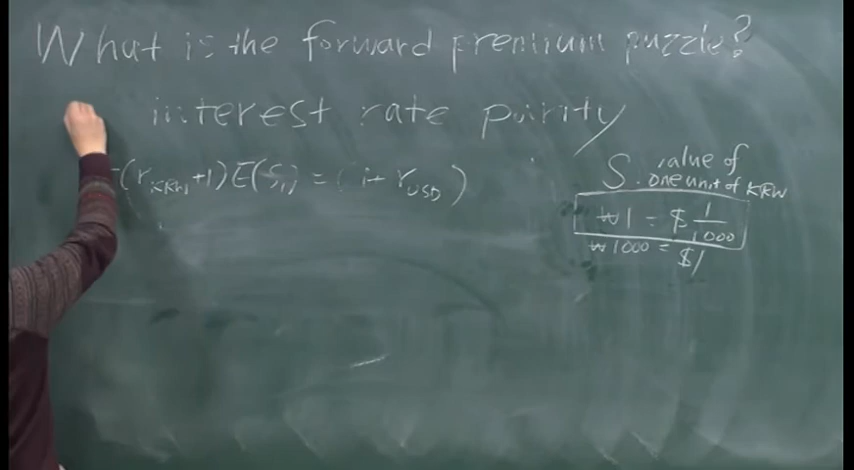 What is the forward premium puzzle?
interest rate parity
(r_KRW+1)E(S_1) = (1+r_USD)
S: value of
one unit of KRW
₩1 = $ 1/1000
₩1000 = $1